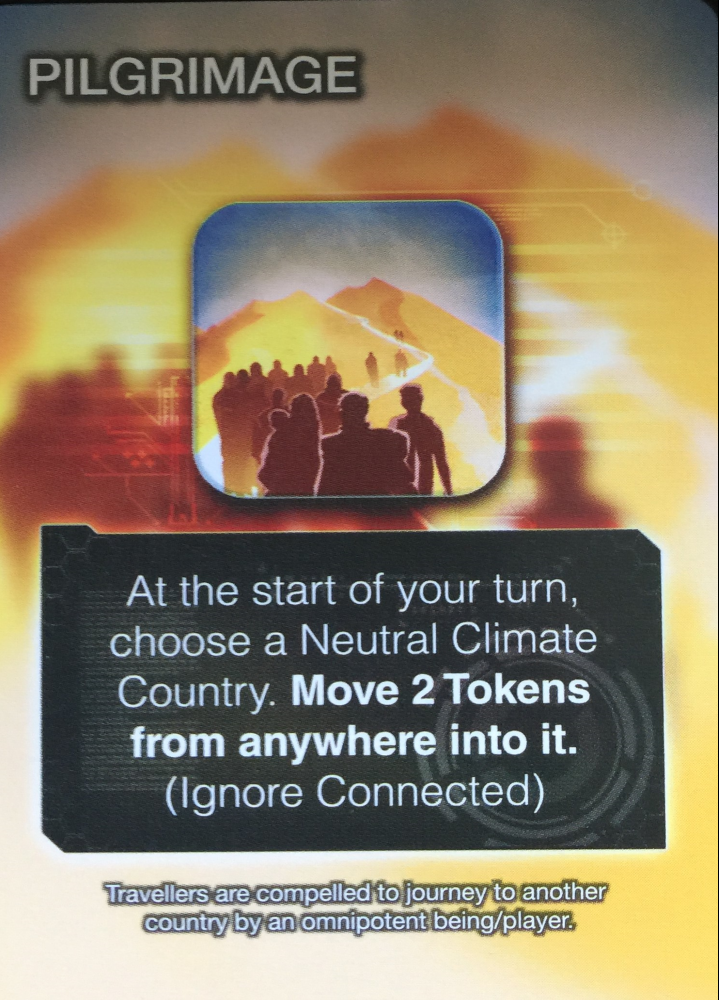 PILGRIMAGE
At the start of your turn,
choose a Neutral Climate
Country. Move 2 Tokens
from anywhere into it.
(Ignore Connected)
Travellers are compelled to journey to another
country by an omnipotent being/player.